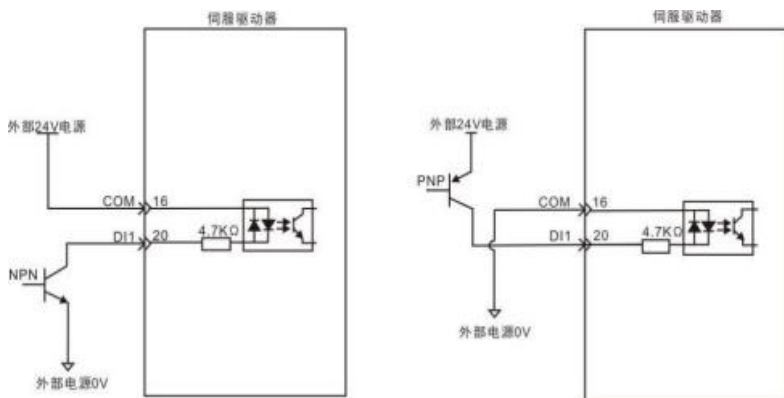 伺服驱动器
外部24V电源
COM
16
DI1
20
4.7KΩ
NPN
外部电源0V
伺服驱动器
外部24V电源
PNP
COM
16
DI1
20
4.7KΩ
外部电源0V